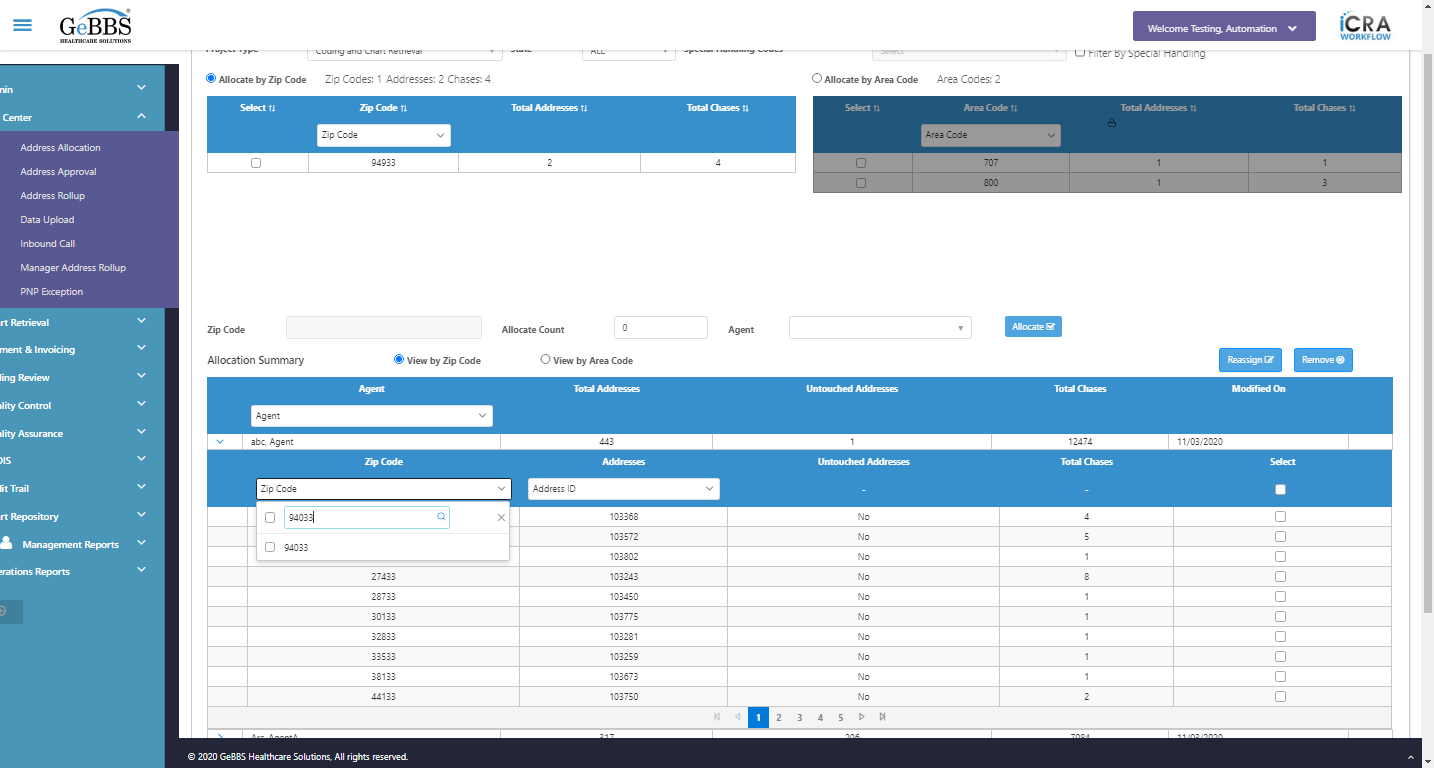 GeBBS
HEALTHCARE SOLUTIONS
Welcome Testing, Automation
iCRA
WORKFLOW
Project Type Coding and Chart Retrieval State ALL Special Handling Codes Select Filter By Special Handling
Allocate by Zip Code Zip Codes: 1 Addresses: 2 Chases: 4
Allocate by Area Code Area Codes: 2
Select Zip Code Total Addresses Total Chases
Zip Code
94933 2 4
Select Area Code Total Addresses Total Chases
Area Code
707 1 1
800 1 3
min
Center
Address Allocation
Address Approval
Address Rollup
Data Upload
Inbound Call
Manager Address Rollup
PNP Exception
rt Retrieval
ment & Invoicing
ling Review
ality Control
ality Assurance
DIS
dit Trail
rt Repository
Management Reports
erations Reports
Zip Code Allocate Count 0 Agent Allocate
Allocation Summary View by Zip Code View by Area Code Reassign Remove
Agent Total Addresses Untouched Addresses Total Chases Modified On
Agent
abc, Agent 443 1 12474 11/03/2020
Zip Code Addresses Untouched Addresses Total Chases Select
Zip Code Address ID - -
94033
94033
103368 No 4
103572 No 5
103802 No 1
27433 103243 No 8
28733 103450 No 1
30133 103775 No 1
32833 103281 No 1
33533 103259 No 1
38133 103673 No 1
44133 103750 No 2
1 2 3 4 5
Arc, AgentA 317 206 7084 11/03/2020
© 2020 GeBBS Healthcare Solutions, All rights reserved.